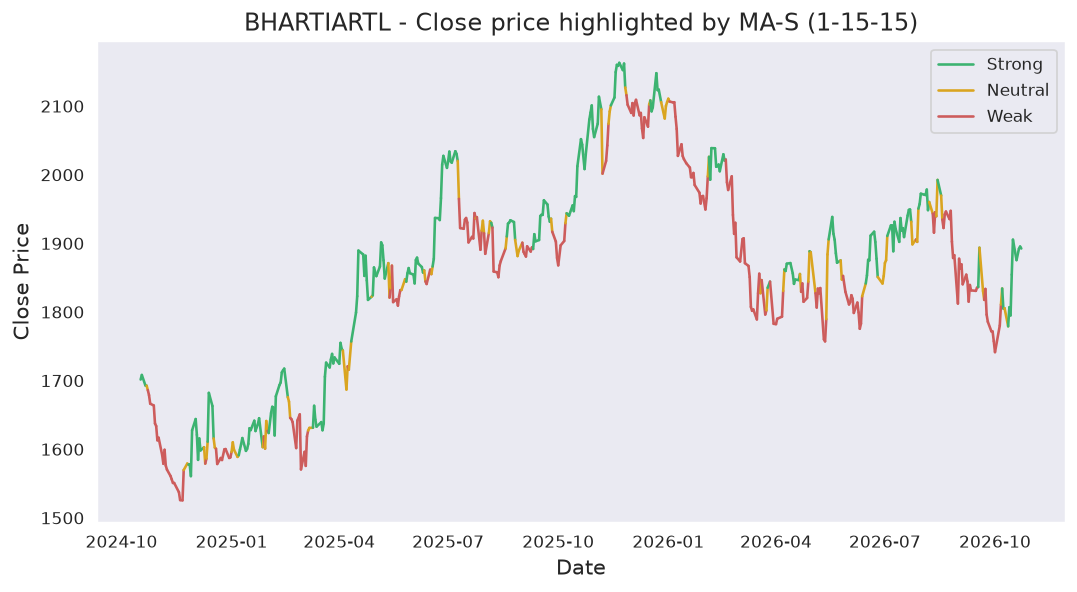 BHARTIARTL - Close price highlighted by MA-S (1-15-15)
Strong
Neutral
Weak
Close Price
2100
2000
1900
1800
1700
1600
1500
2024-10 2025-01 2025-04 2025-07 2025-10 2026-01 2026-04 2026-07 2026-10
Date